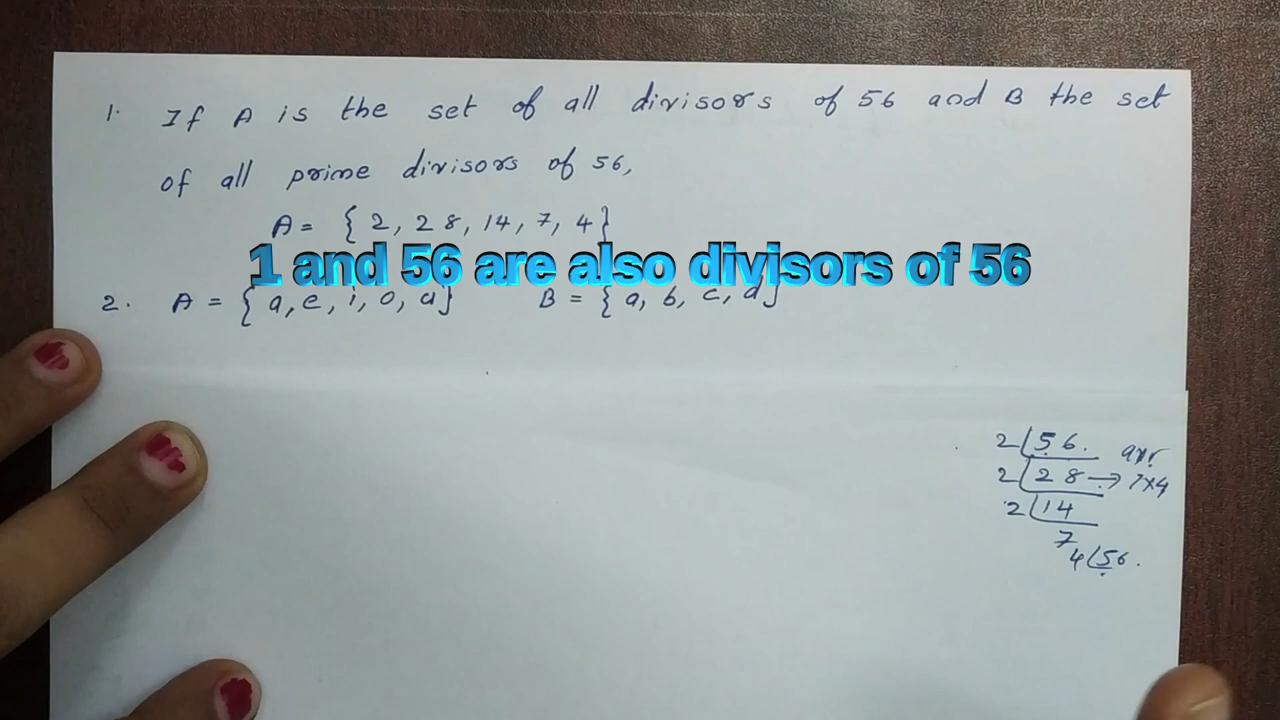 1. If A is the set of all divisors of 56 and B the set
of all prime divisors of 56,
A = { 2, 28, 14, 7, 4}
1 and 56 are also divisors of 56
2. A = { a, e, i, o, u} B = { a, b, c, d}
2 56.
2 28 → 7x4
2 14
7
4 56.